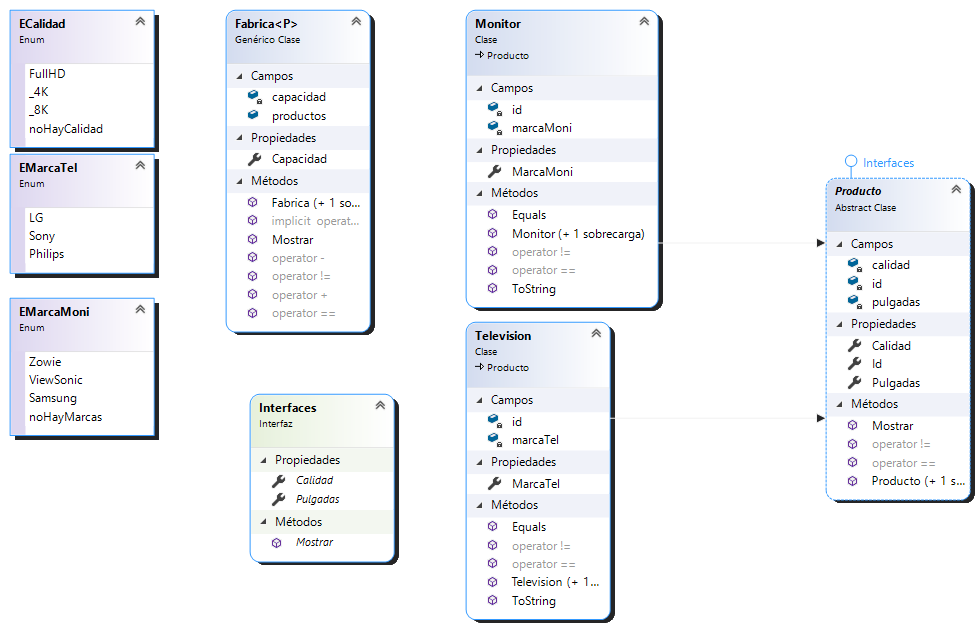 ECalidad
Enum
FullHD
_4K
_8K
noHayCalidad
EMarcaTel
Enum
LG
Sony
Philips
EMarcaMoni
Enum
Zowie
ViewSonic
Samsung
noHayMarcas
Fabrica<P>
Genérico Clase
Campos
capacidad
productos
Propiedades
Capacidad
Métodos
Fabrica (+ 1 so...
implicit operat...
Mostrar
operator -
operator !=
operator +
operator ==
Interfaces
Interfaz
Propiedades
Calidad
Pulgadas
Métodos
Mostrar
Monitor
Clase
Producto
Campos
id
marcaMoni
Propiedades
MarcaMoni
Métodos
Equals
Monitor (+ 1 sobrecarga)
operator !=
operator ==
ToString
Television
Clase
Producto
Campos
id
marcaTel
Propiedades
MarcaTel
Métodos
Equals
operator !=
operator ==
Television (+ 1...
ToString
Interfaces
Producto
Abstract Clase
Campos
calidad
id
pulgadas
Propiedades
Calidad
Id
Pulgadas
Métodos
Mostrar
operator !=
operator ==
Producto (+ 1 s...